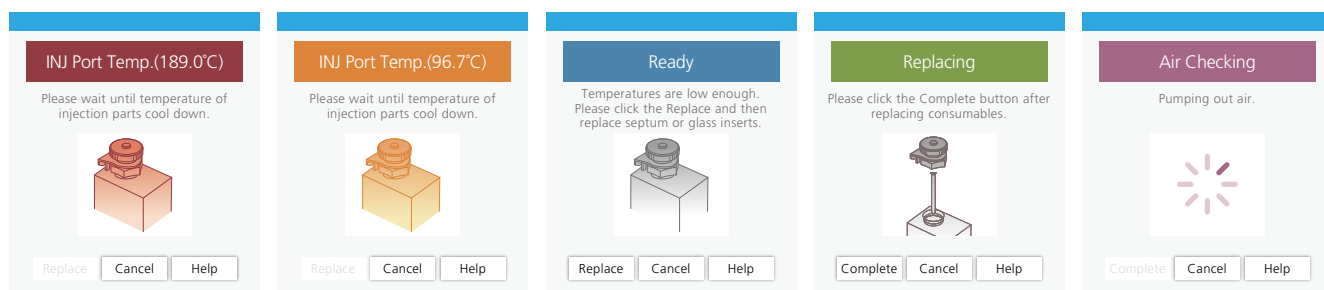 INJ Port Temp.(189.0°C)
Please wait until temperature of
injection parts cool down.
Replace
Cancel
Help
INJ Port Temp.(96.7°C)
Please wait until temperature of
injection parts cool down.
Replace
Cancel
Help
Ready
Temperatures are low enough.
Please click the Replace and then
replace septum or glass inserts.
Replace
Cancel
Help
Replacing
Please click the Complete button after
replacing consumables.
Complete
Cancel
Help
Air Checking
Pumping out air.
Complete
Cancel
Help